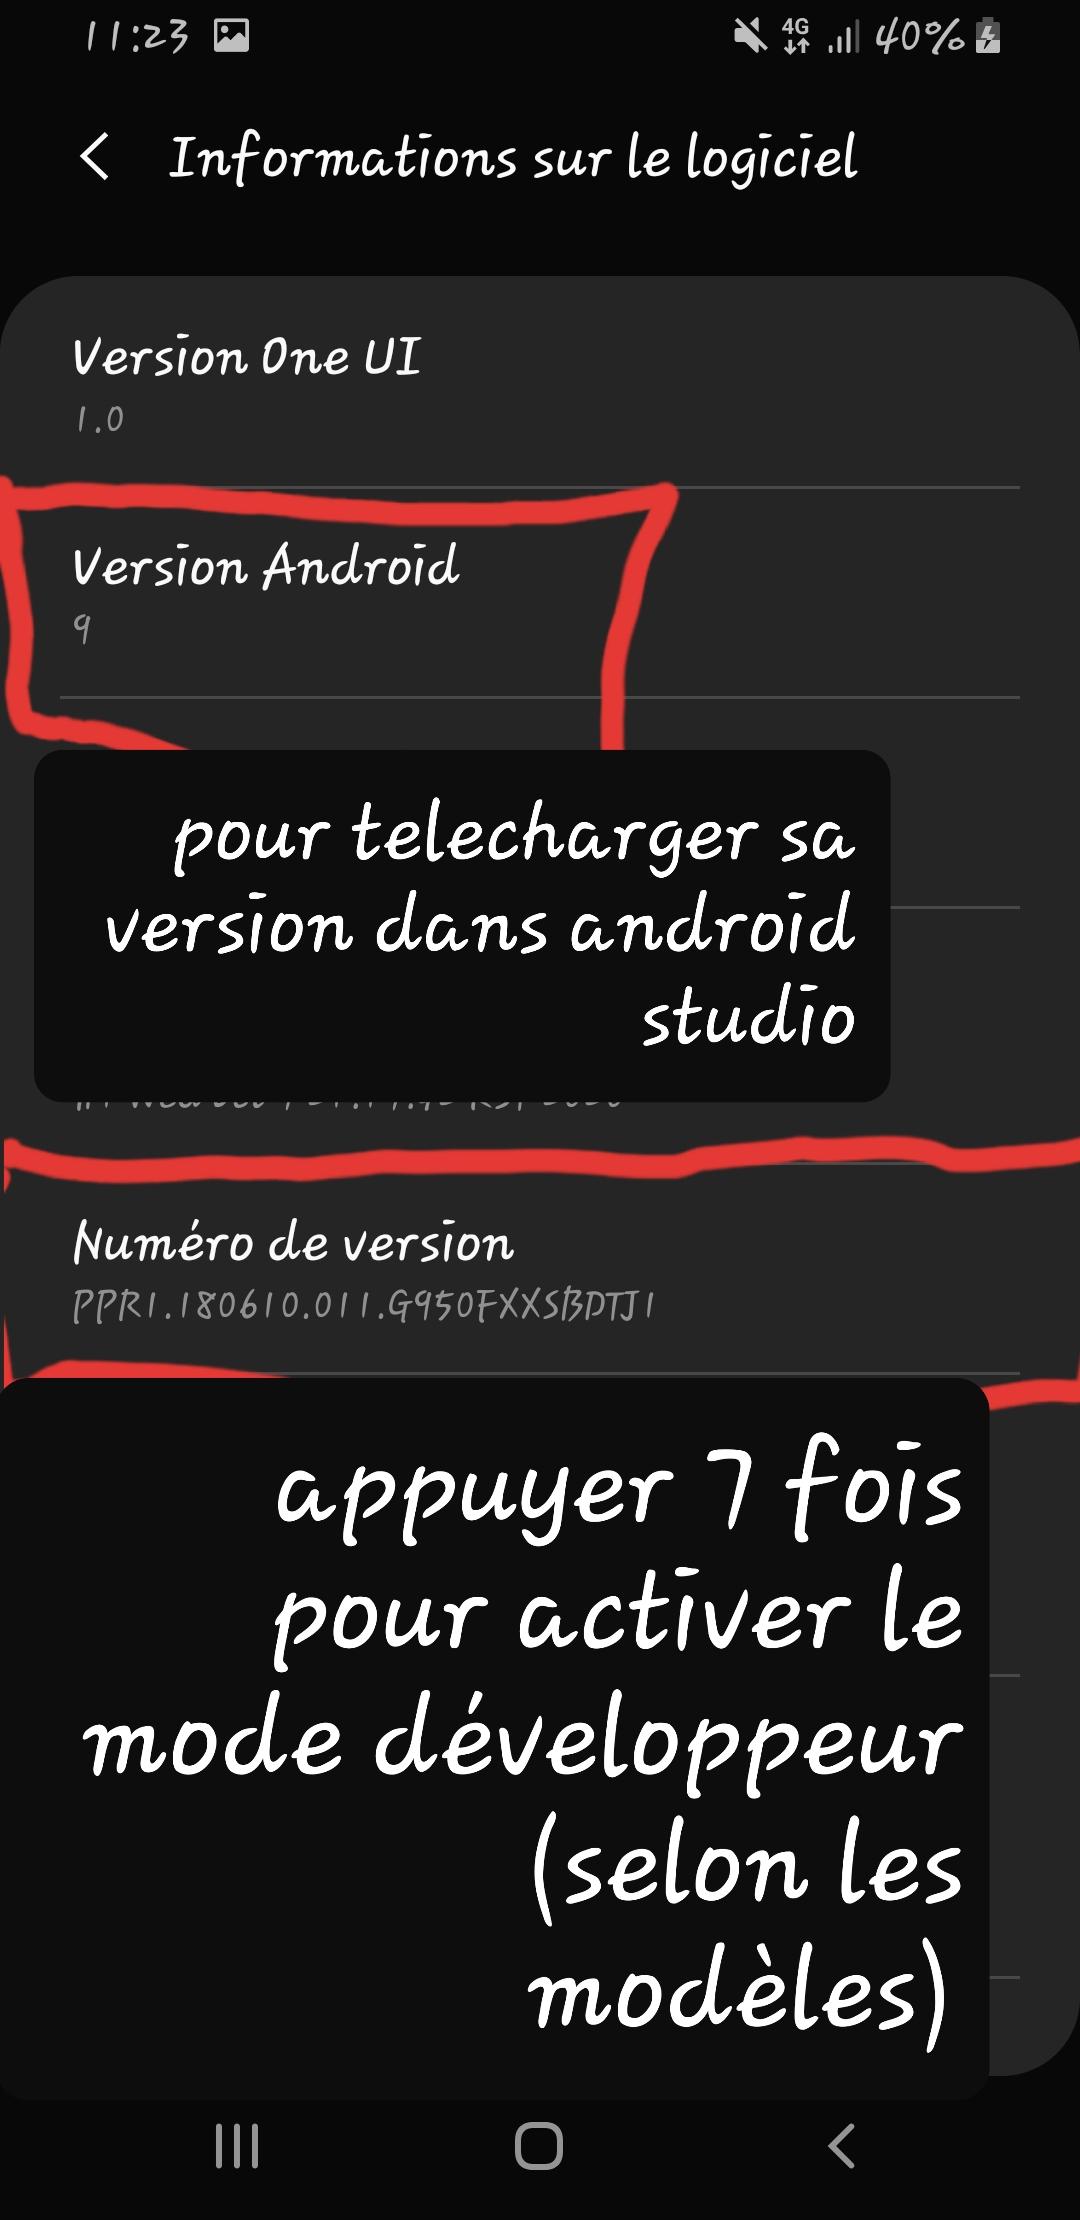 11:23
4G 40%
Informations sur le logiciel
Version One UI
1.0
Version Android
9
pour telecharger sa
version dans android
studio
Numéro de version
PPR1.180610.011.G950FXXSBDTJ1
appuyer 7 fois
pour activer le
mode développeur
(selon les
modèles)